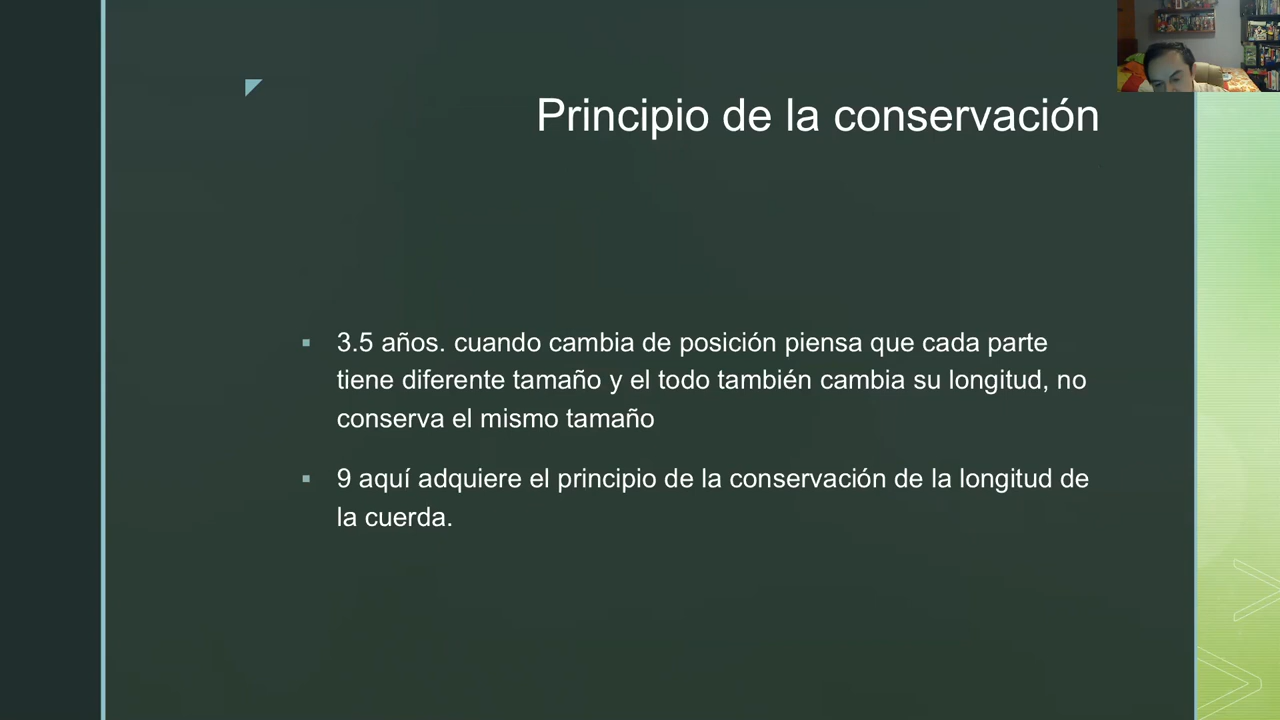 Principio de la conservación
▪ 3.5 años. cuando cambia de posición piensa que cada parte
tiene diferente tamaño y el todo también cambia su longitud, no
conserva el mismo tamaño
▪ 9 aquí adquiere el principio de la conservación de la longitud de
la cuerda.